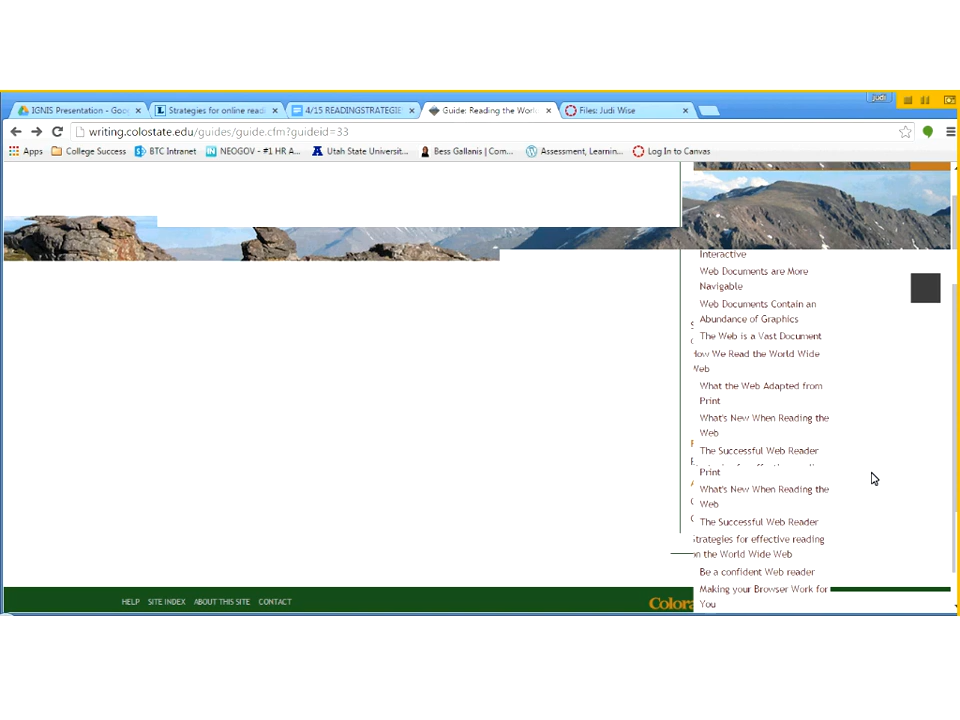 judi
IGNIS Presentation - Goo
Strategies for online readi
4/15 READINGSTRATEGIE
Guide: Reading the World
Files: Judi Wise
writing.colostate.edu/guides/guide.cfm?guideid=33
Apps
College Success
BTC Intranet
NEOGOV - #1 HR A...
Utah State Universit...
Bess Gallanis | Com...
Assessment, Learnin...
Log In to Canvas
Interactive
Web Documents are More
Navigable
Web Documents Contain an
Abundance of Graphics
The Web is a Vast Document
How We Read the World Wide
Web
What the Web Adapted from
Print
What's New When Reading the
Web
The Successful Web Reader
Print
What's New When Reading the
Web
The Successful Web Reader
Strategies for effective reading
on the World Wide Web
Be a confident Web reader
Making your Browser Work for
You
HELP
SITE INDEX
ABOUT THIS SITE
CONTACT
Colora